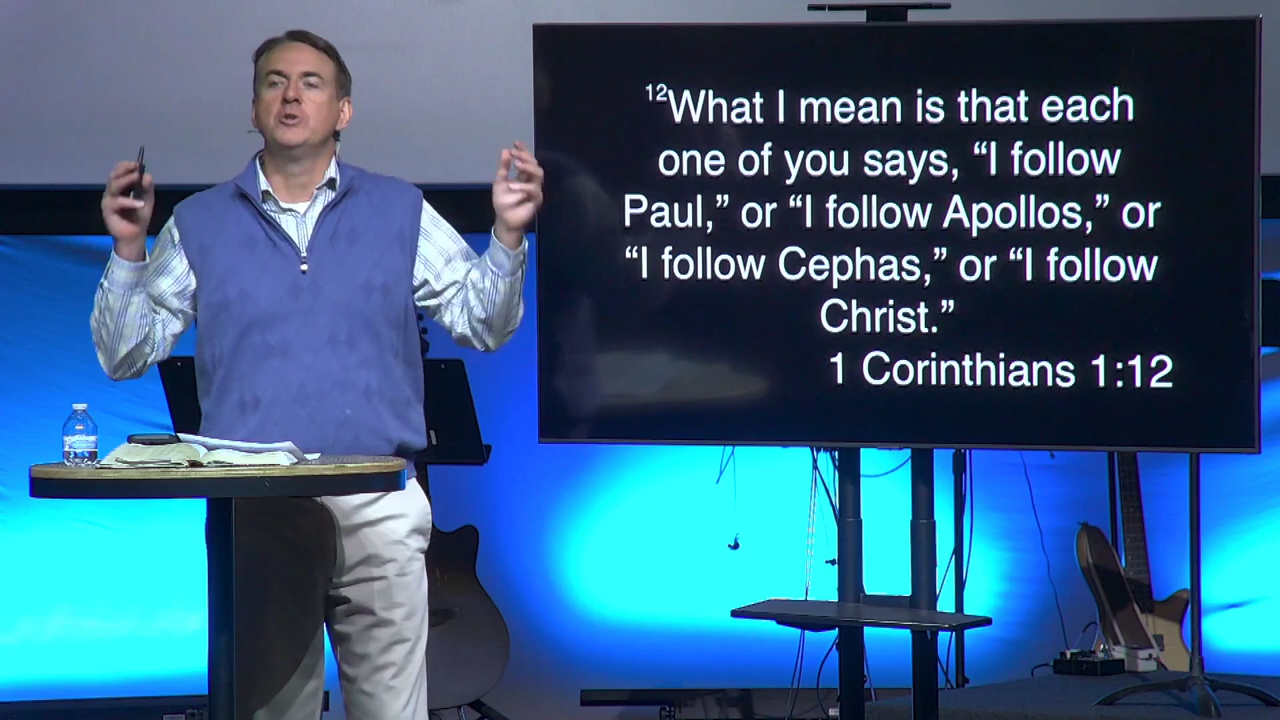 ¹²What I mean is that each
one of you says, “I follow
Paul,” or “I follow Apollos,” or
“I follow Cephas,” or “I follow
Christ.”
1 Corinthians 1:12